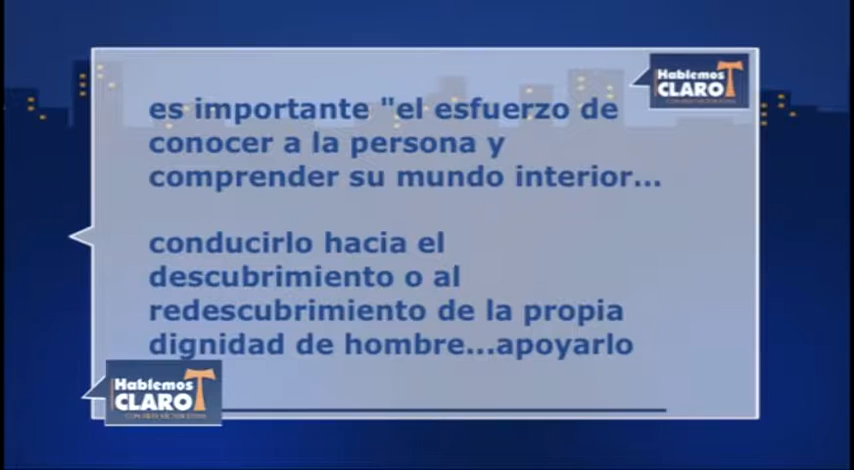 Hablemos
CLARO
es importante "el esfuerzo de
conocer a la persona y
comprender su mundo interior...
conducirlo hacia el
descubrimiento o al
redescubrimiento de la propia
dignidad de hombre...apoyarlo
Hablemos
CLARO